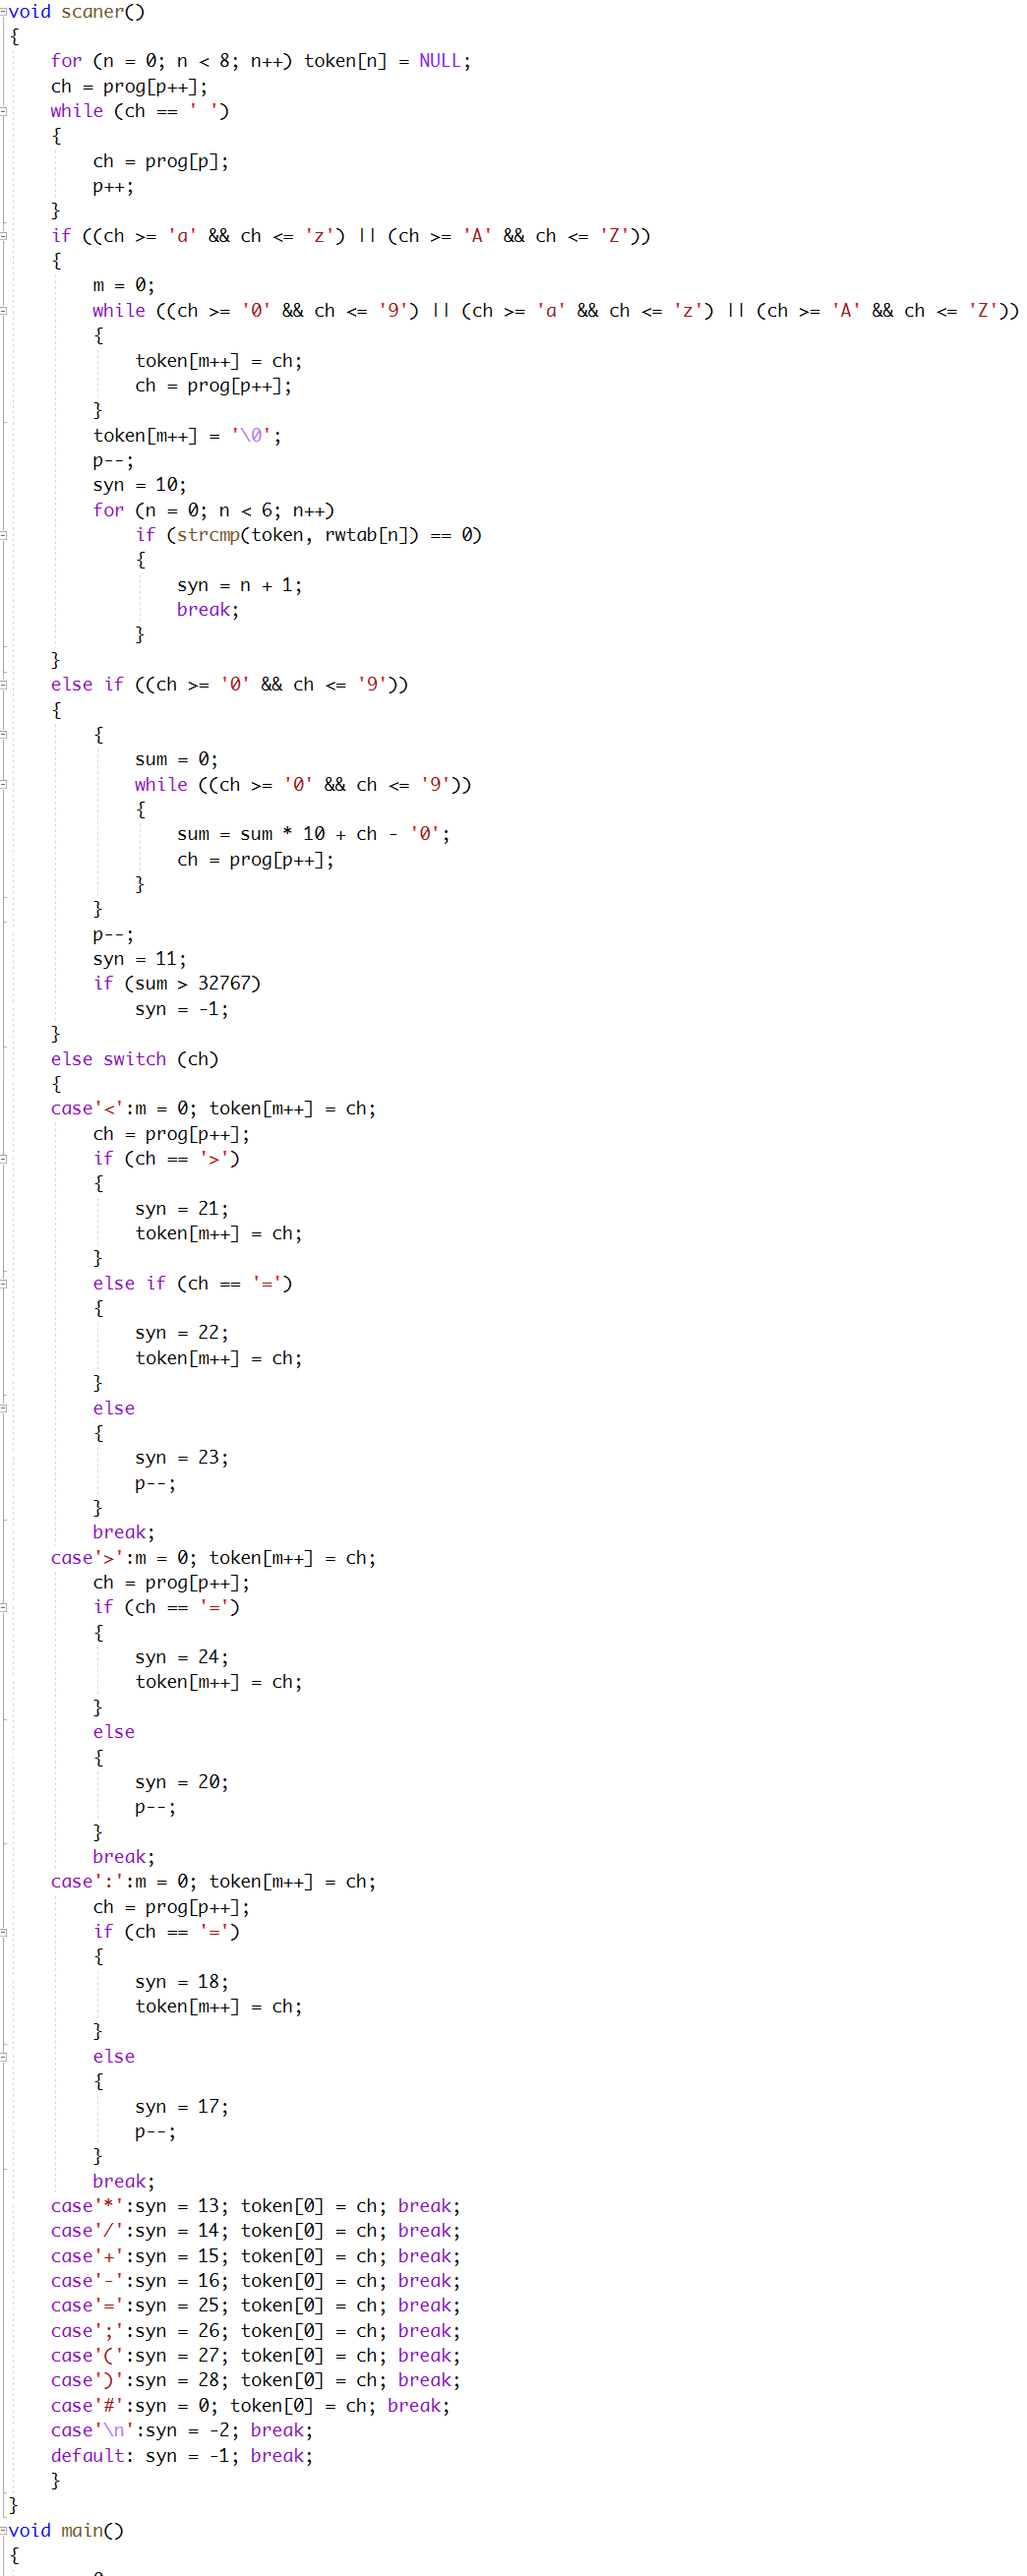 void scaner()
{
    for (n = 0; n < 8; n++) token[n] = NULL;
    ch = prog[p++];
    while (ch == ' ')
    {
        ch = prog[p];
        p++;
    }
    if ((ch >= 'a' && ch <= 'z') || (ch >= 'A' && ch <= 'Z'))
    {
        m = 0;
        while ((ch >= '0' && ch <= '9') || (ch >= 'a' && ch <= 'z') || (ch >= 'A' && ch <= 'Z'))
        {
            token[m++] = ch;
            ch = prog[p++];
        }
        token[m++] = '\0';
        p--;
        syn = 10;
        for (n = 0; n < 6; n++)
            if (strcmp(token, rwtab[n]) == 0)
            {
                syn = n + 1;
                break;
            }
    }
    else if ((ch >= '0' && ch <= '9'))
    {
        {
            sum = 0;
            while ((ch >= '0' && ch <= '9'))
            {
                sum = sum * 10 + ch - '0';
                ch = prog[p++];
            }
        }
        p--;
        syn = 11;
        if (sum > 32767)
            syn = -1;
    }
    else switch (ch)
    {
    case'<':m = 0; token[m++] = ch;
        ch = prog[p++];
        if (ch == '>')
        {
            syn = 21;
            token[m++] = ch;
        }
        else if (ch == '=')
        {
            syn = 22;
            token[m++] = ch;
        }
        else
        {
            syn = 23;
            p--;
        }
        break;
    case'>':m = 0; token[m++] = ch;
        ch = prog[p++];
        if (ch == '=')
        {
            syn = 24;
            token[m++] = ch;
        }
        else
        {
            syn = 20;
            p--;
        }
        break;
    case':':m = 0; token[m++] = ch;
        ch = prog[p++];
        if (ch == '=')
        {
            syn = 18;
            token[m++] = ch;
        }
        else
        {
            syn = 17;
            p--;
        }
        break;
    case'*':syn = 13; token[0] = ch; break;
    case'/':syn = 14; token[0] = ch; break;
    case'+':syn = 15; token[0] = ch; break;
    case'-':syn = 16; token[0] = ch; break;
    case'=':syn = 25; token[0] = ch; break;
    case';':syn = 26; token[0] = ch; break;
    case'(':syn = 27; token[0] = ch; break;
    case')':syn = 28; token[0] = ch; break;
    case'#':syn = 0; token[0] = ch; break;
    case'\n':syn = -2; break;
    default: syn = -1; break;
    }
}
void main()
{